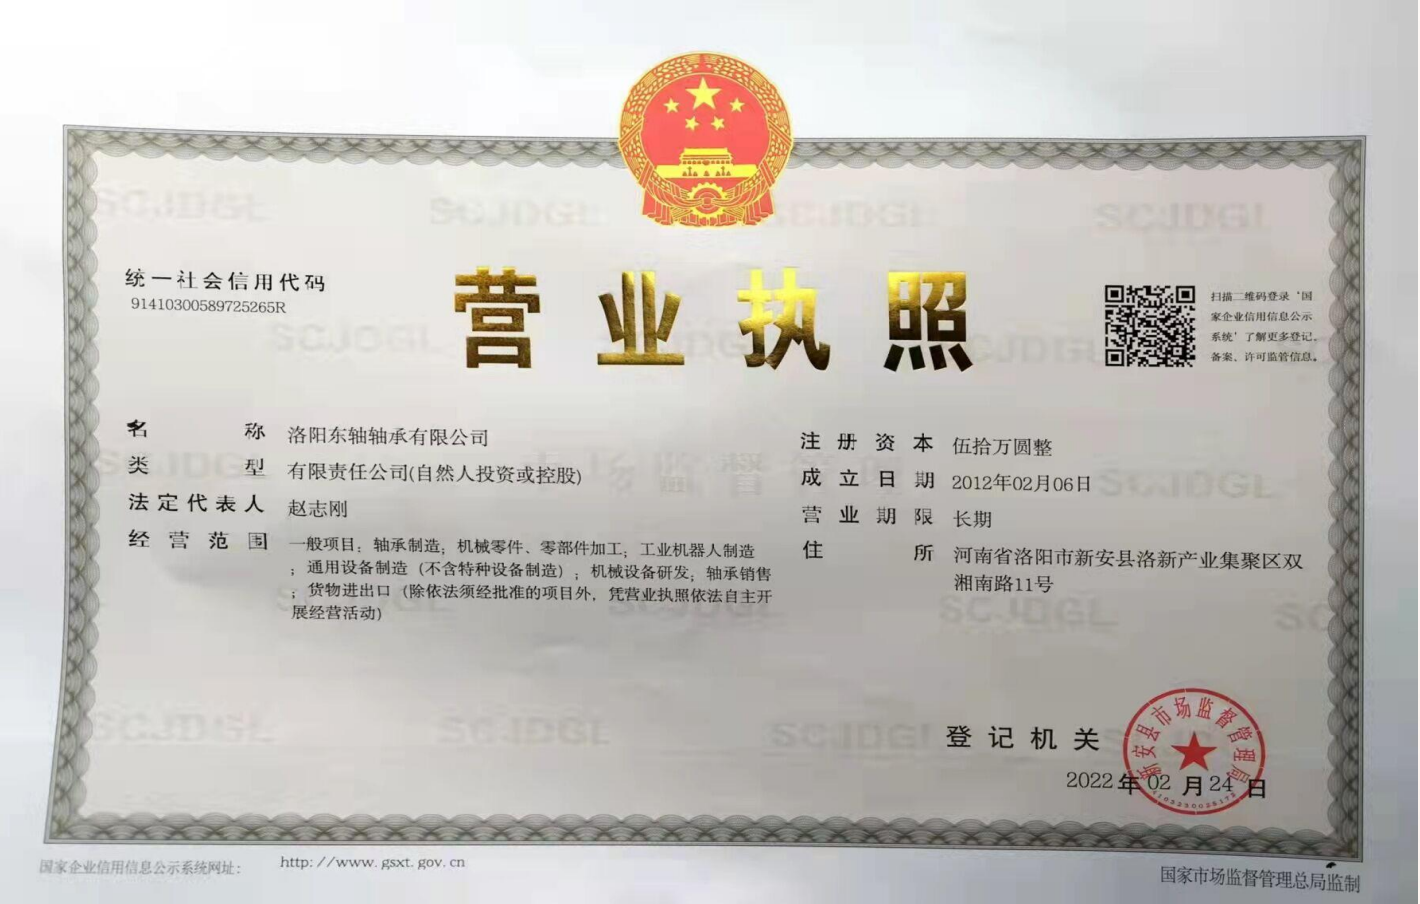 统一社会信用代码
91410300589725265R
营业执照
扫描二维码登录‘国
家企业信用信息公示
系统’了解更多登记、
备案、许可监管信息。
名称 洛阳东轴轴承有限公司
类型 有限责任公司(自然人投资或控股)
法定代表人 赵志刚
经营范围 一般项目：轴承制造；机械零件、零部件加工；工业机器人制造
；通用设备制造（不含特种设备制造）；机械设备研发；轴承销售
；货物进出口（除依法须经批准的项目外，凭营业执照依法自主开
展经营活动）
注册资本 伍拾万圆整
成立日期 2012年02月06日
营业期限 长期
住所 河南省洛阳市新安县洛新产业集聚区双
湘南路11号
登记机关
新安县市场监督管理局
2022年02月24日
国家企业信用信息公示系统网址：
http://www.gsxt.gov.cn
国家市场监督管理总局监制
SCJDGL